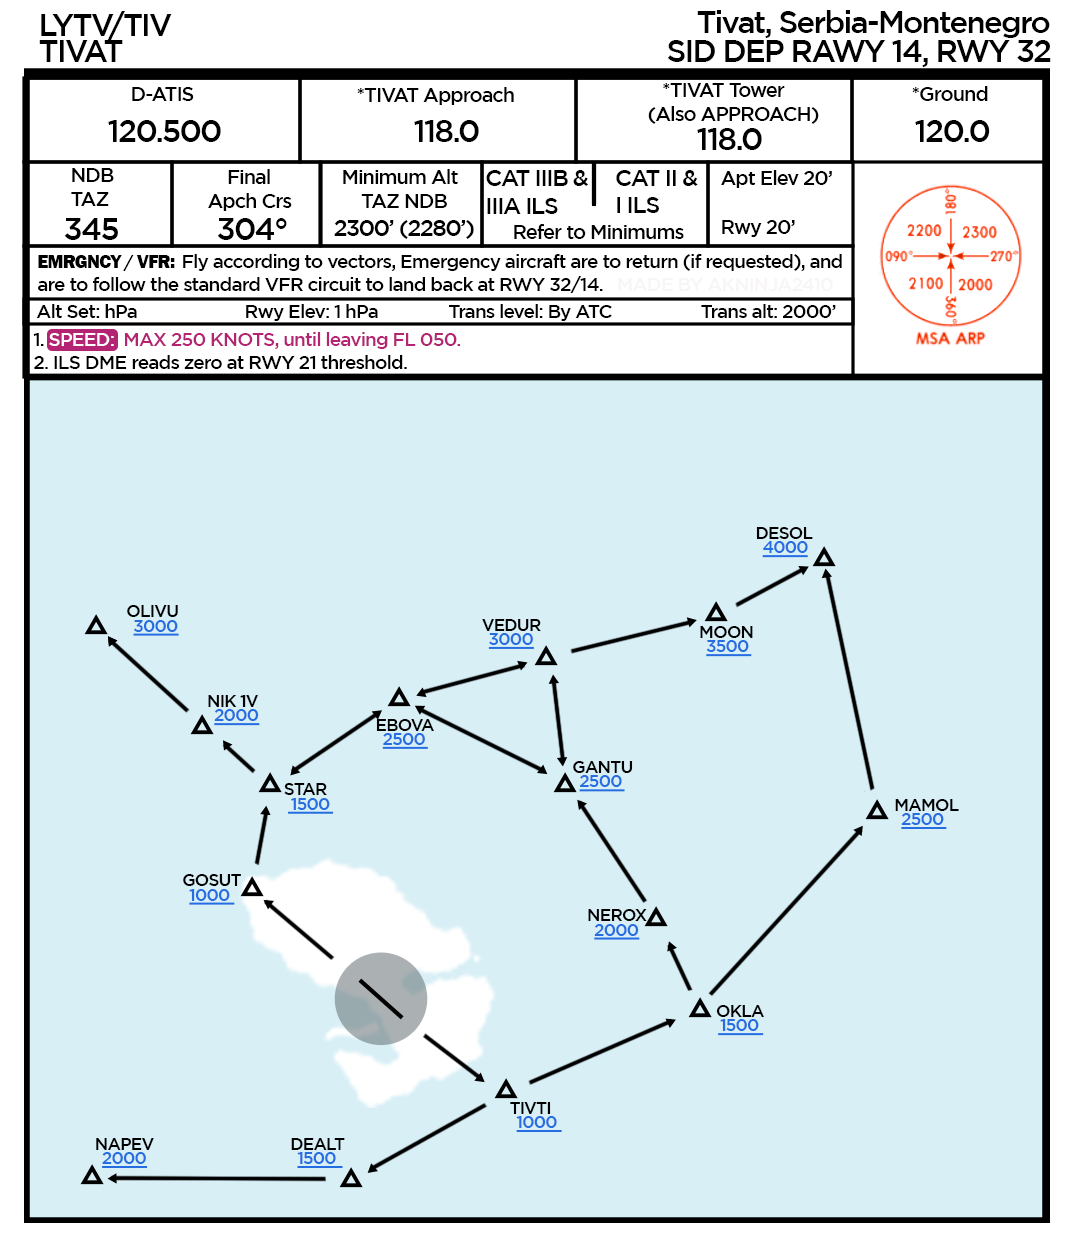 LYTV/TIV
TIVAT
Tivat, Serbia-Montenegro
SID DEP RAWY 14, RWY 32
D-ATIS
120.500
*TIVAT Approach
118.0
*TIVAT Tower
(Also APPROACH)
118.0
*Ground
120.0
NDB
TAZ
345
Final
Apch Crs
304°
Minimum Alt
TAZ NDB
2300' (2280')
CAT IIIB &
IIIA ILS
CAT II &
I ILS
Refer to Minimums
Apt Elev 20'
Rwy 20'
EMRGNCY / VFR: Fly according to vectors, Emergency aircraft are to return (if requested), and
are to follow the standard VFR circuit to land back at RWY 32/14.
MADE BY AKNINJA2410
Alt Set: hPa
Rwy Elev: 1 hPa
Trans level: By ATC
Trans alt: 2000'
1. SPEED: MAX 250 KNOTS, until leaving FL 050.
2. ILS DME reads zero at RWY 21 threshold.
180°
2200
2300
090°
270°
2100
2000
360°
MSA ARP
DESOL
4000
OLIVU
3000
VEDUR
3000
MOON
3500
NIK 1V
2000
EBOVA
2500
GANTU
2500
STAR
1500
MAMOL
2500
GOSUT
1000
NEROX
2000
OKLA
1500
TIVTI
1000
NAPEV
2000
DEALT
1500